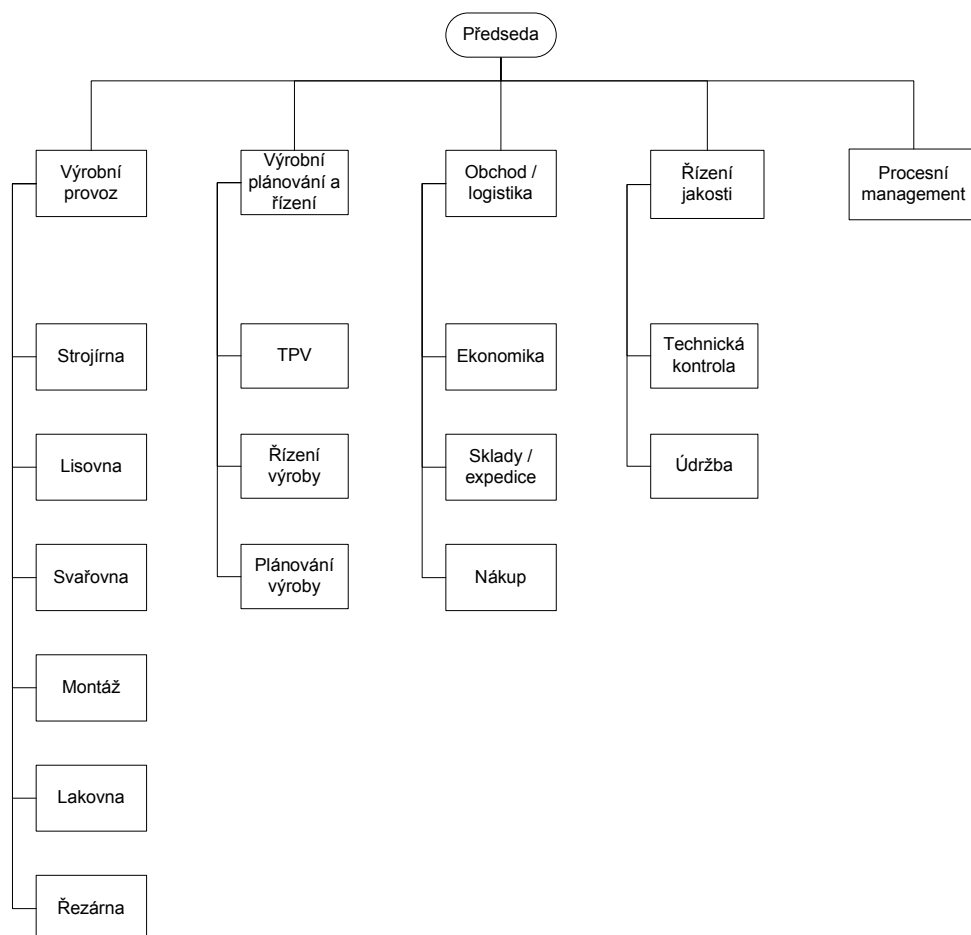 Předseda
Výrobní
provoz
Výrobní
plánování a
řízení
Obchod /
logistika
Řízení
jakosti
Procesní
management
Strojírna
TPV
Ekonomika
Technická
kontrola
Lisovna
Řízení
výroby
Sklady /
expedice
Údržba
Svařovna
Plánování
výroby
Nákup
Montáž
Lakovna
Řezárna